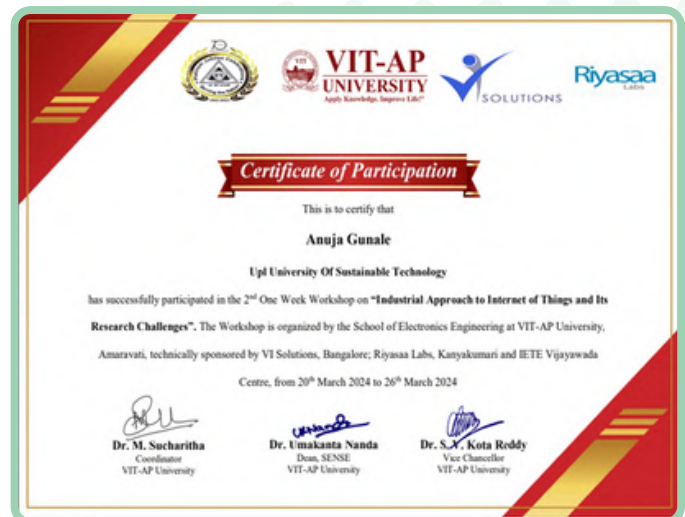 VIT-AP
UNIVERSITY
Apply Knowledge. Improve Life!"
SOLUTIONS
Riyasaa
Labs
Certificate of Participation
This is to certify that
Anuja Gunale
Upl University Of Sustainable Technology
has successfully participated in the 2nd One Week Workshop on "Industrial Approach to Internet of Things and Its
Research Challenges". The Workshop is organized by the School of Electronics Engineering at VIT-AP University,
Amaravati, technically sponsored by VI Solutions, Bangalore; Riyasaa Labs, Kanyakumari and IETE Vijayawada
Centre, from 20th March 2024 to 26th March 2024
Dr. M. Sucharitha
Coordinator
VIT-AP University
Dr. Umakanta Nanda
Dean, SENSE
VIT-AP University
Dr. S. V. Kota Reddy
Vice Chancellor
VIT-AP University